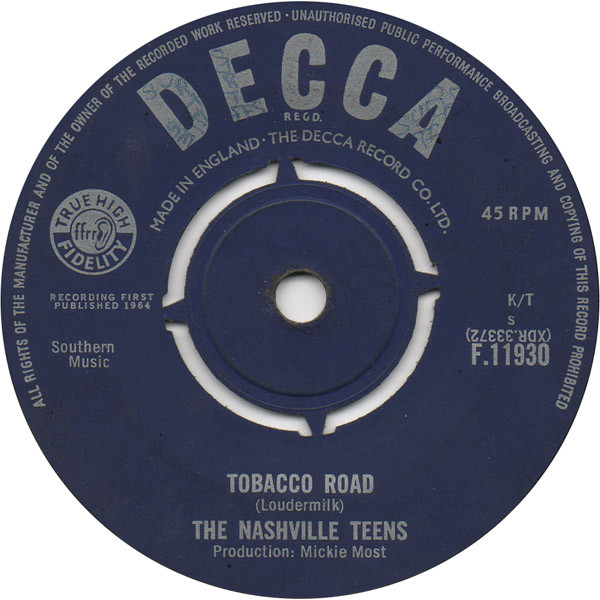 ALL RIGHTS OF THE MANUFACTURER AND OF THE OWNER OF THE RECORDED WORK RESERVED · UNAUTHORISED PUBLIC PERFORMANCE BROADCASTING AND COPYING OF THIS RECORD PROHIBITED
DECCA
REGD.
MADE IN ENGLAND · THE DECCA RECORD CO. LTD.
TRUE HIGH
ffrr
FIDELITY
45 RPM
RECORDING FIRST
PUBLISHED 1964
K/T
S
(XDR.33372)
F.11930
Southern
Music
TOBACCO ROAD
(Loudermilk)
THE NASHVILLE TEENS
Production: Mickie Most